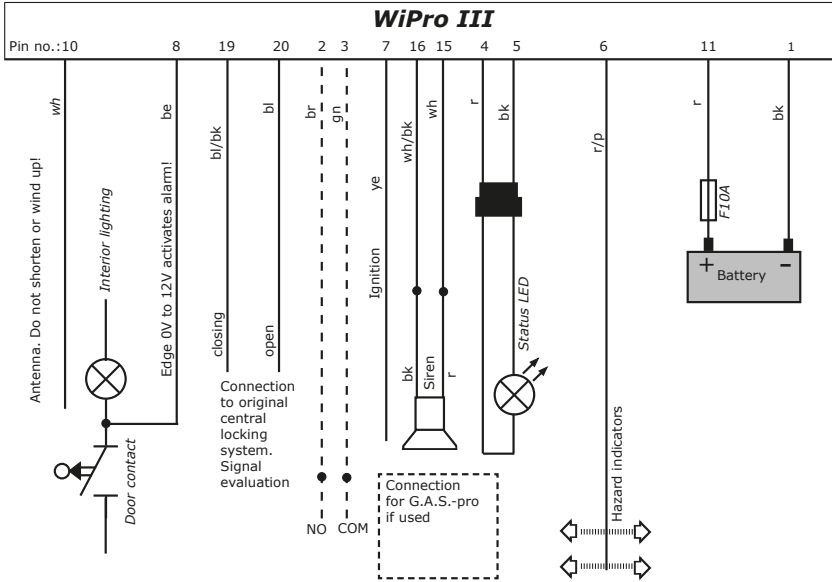 WiPro III
Pin no.:10 8 19 20 2 3 7 16 15 4 5 6 11 1
wh
be
bl/bk
bl
br
gn
ye
wh/bk
wh
r
bk
r/p
r
bk
Antenna. Do not shorten or wind up!
Interior lighting
Edge 0V to 12V activates alarm!
closing
open
Ignition
bk
Siren
r
Status LED
F10A
+ -
Battery
Door contact
Connection
to original
central
locking
system.
Signal
evaluation
NO COM
Connection
for G.A.S.-pro
if used
Hazard indicators